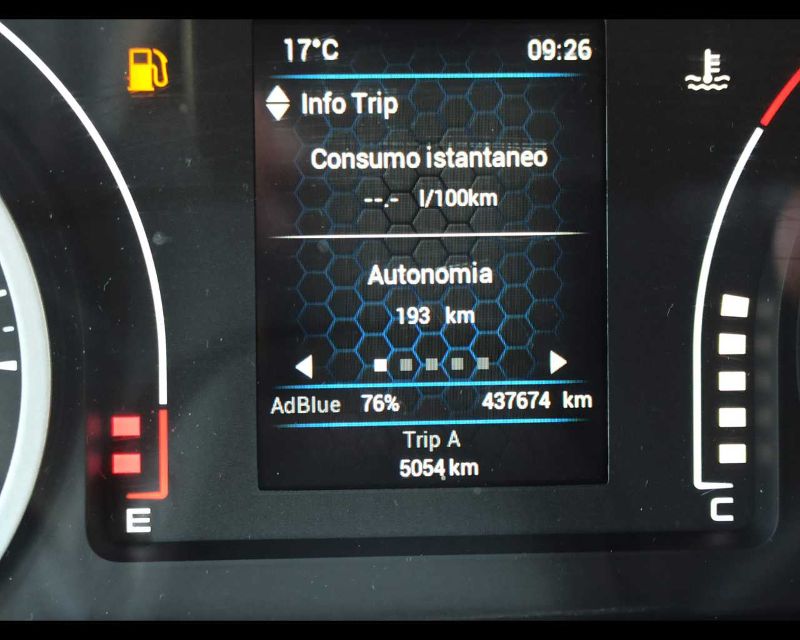 17°C 09:26
Info Trip
Consumo istantaneo
--.- l/100km
Autonomia
193 km
AdBlue 76% 437674 km
Trip A
5054 km
E
C